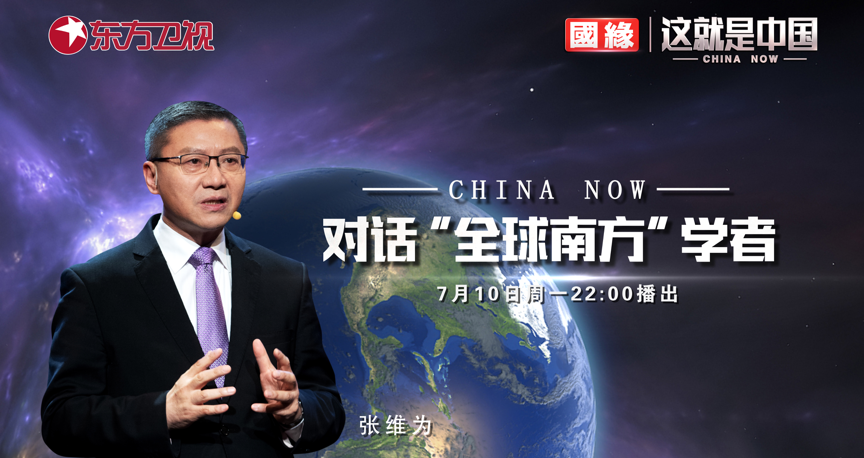 东方卫视
國緣 这就是中国
CHINA NOW
CHINA NOW
对话“全球南方”学者
7月10日周一22:00播出
张维为